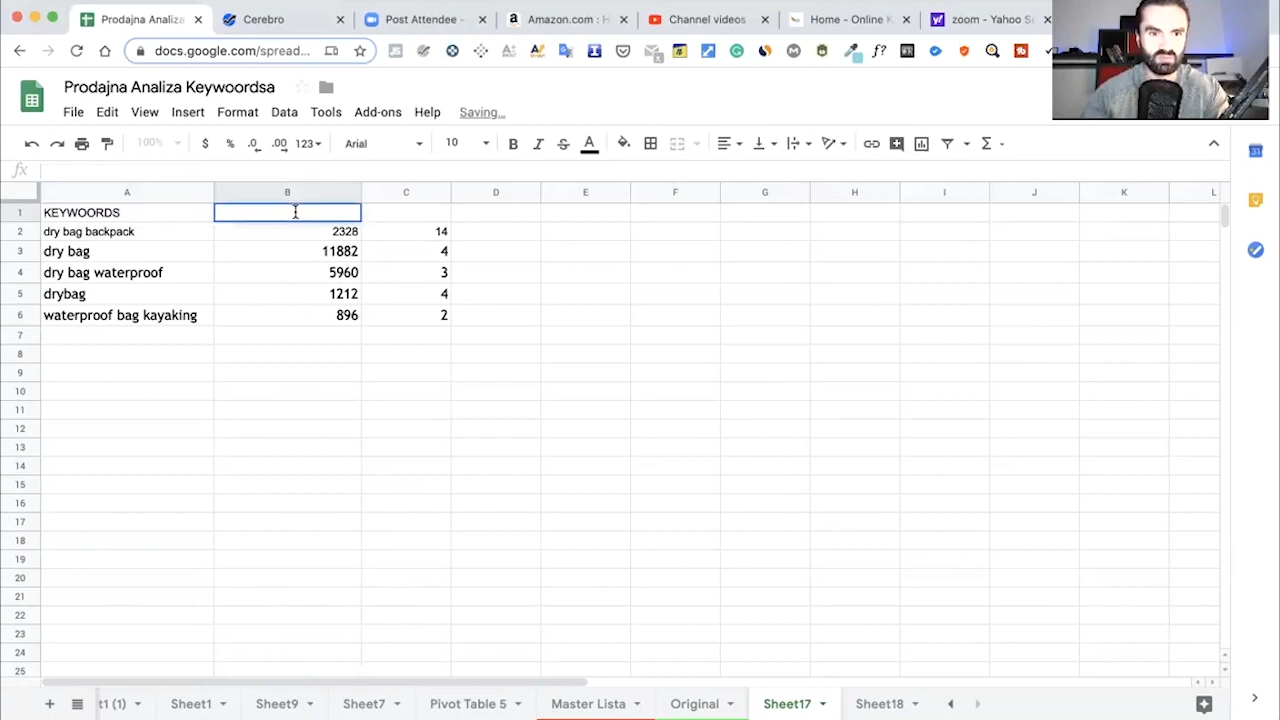 Prodajna Analiza
Cerebro
Post Attendee -
Amazon.com : H
Channel videos
Home - Online K
zoom - Yahoo S
docs.google.com/spread...
Prodajna Analiza Keywoordsa
File Edit View Insert Format Data Tools Add-ons Help Saving...
100% $ % .0 .00 123 Arial 10 B I S A
fx
A B C D E F G H I J K L
1 KEYWOORDS
2 dry bag backpack 2328 14
3 dry bag 11882 4
4 dry bag waterproof 5960 3
5 drybag 1212 4
6 waterproof bag kayaking 896 2
7
8
9
10
11
12
13
14
15
16
17
18
19
20
21
22
23
24
25
t1 (1) Sheet1 Sheet9 Sheet7 Pivot Table 5 Master Lista Original Sheet17 Sheet18